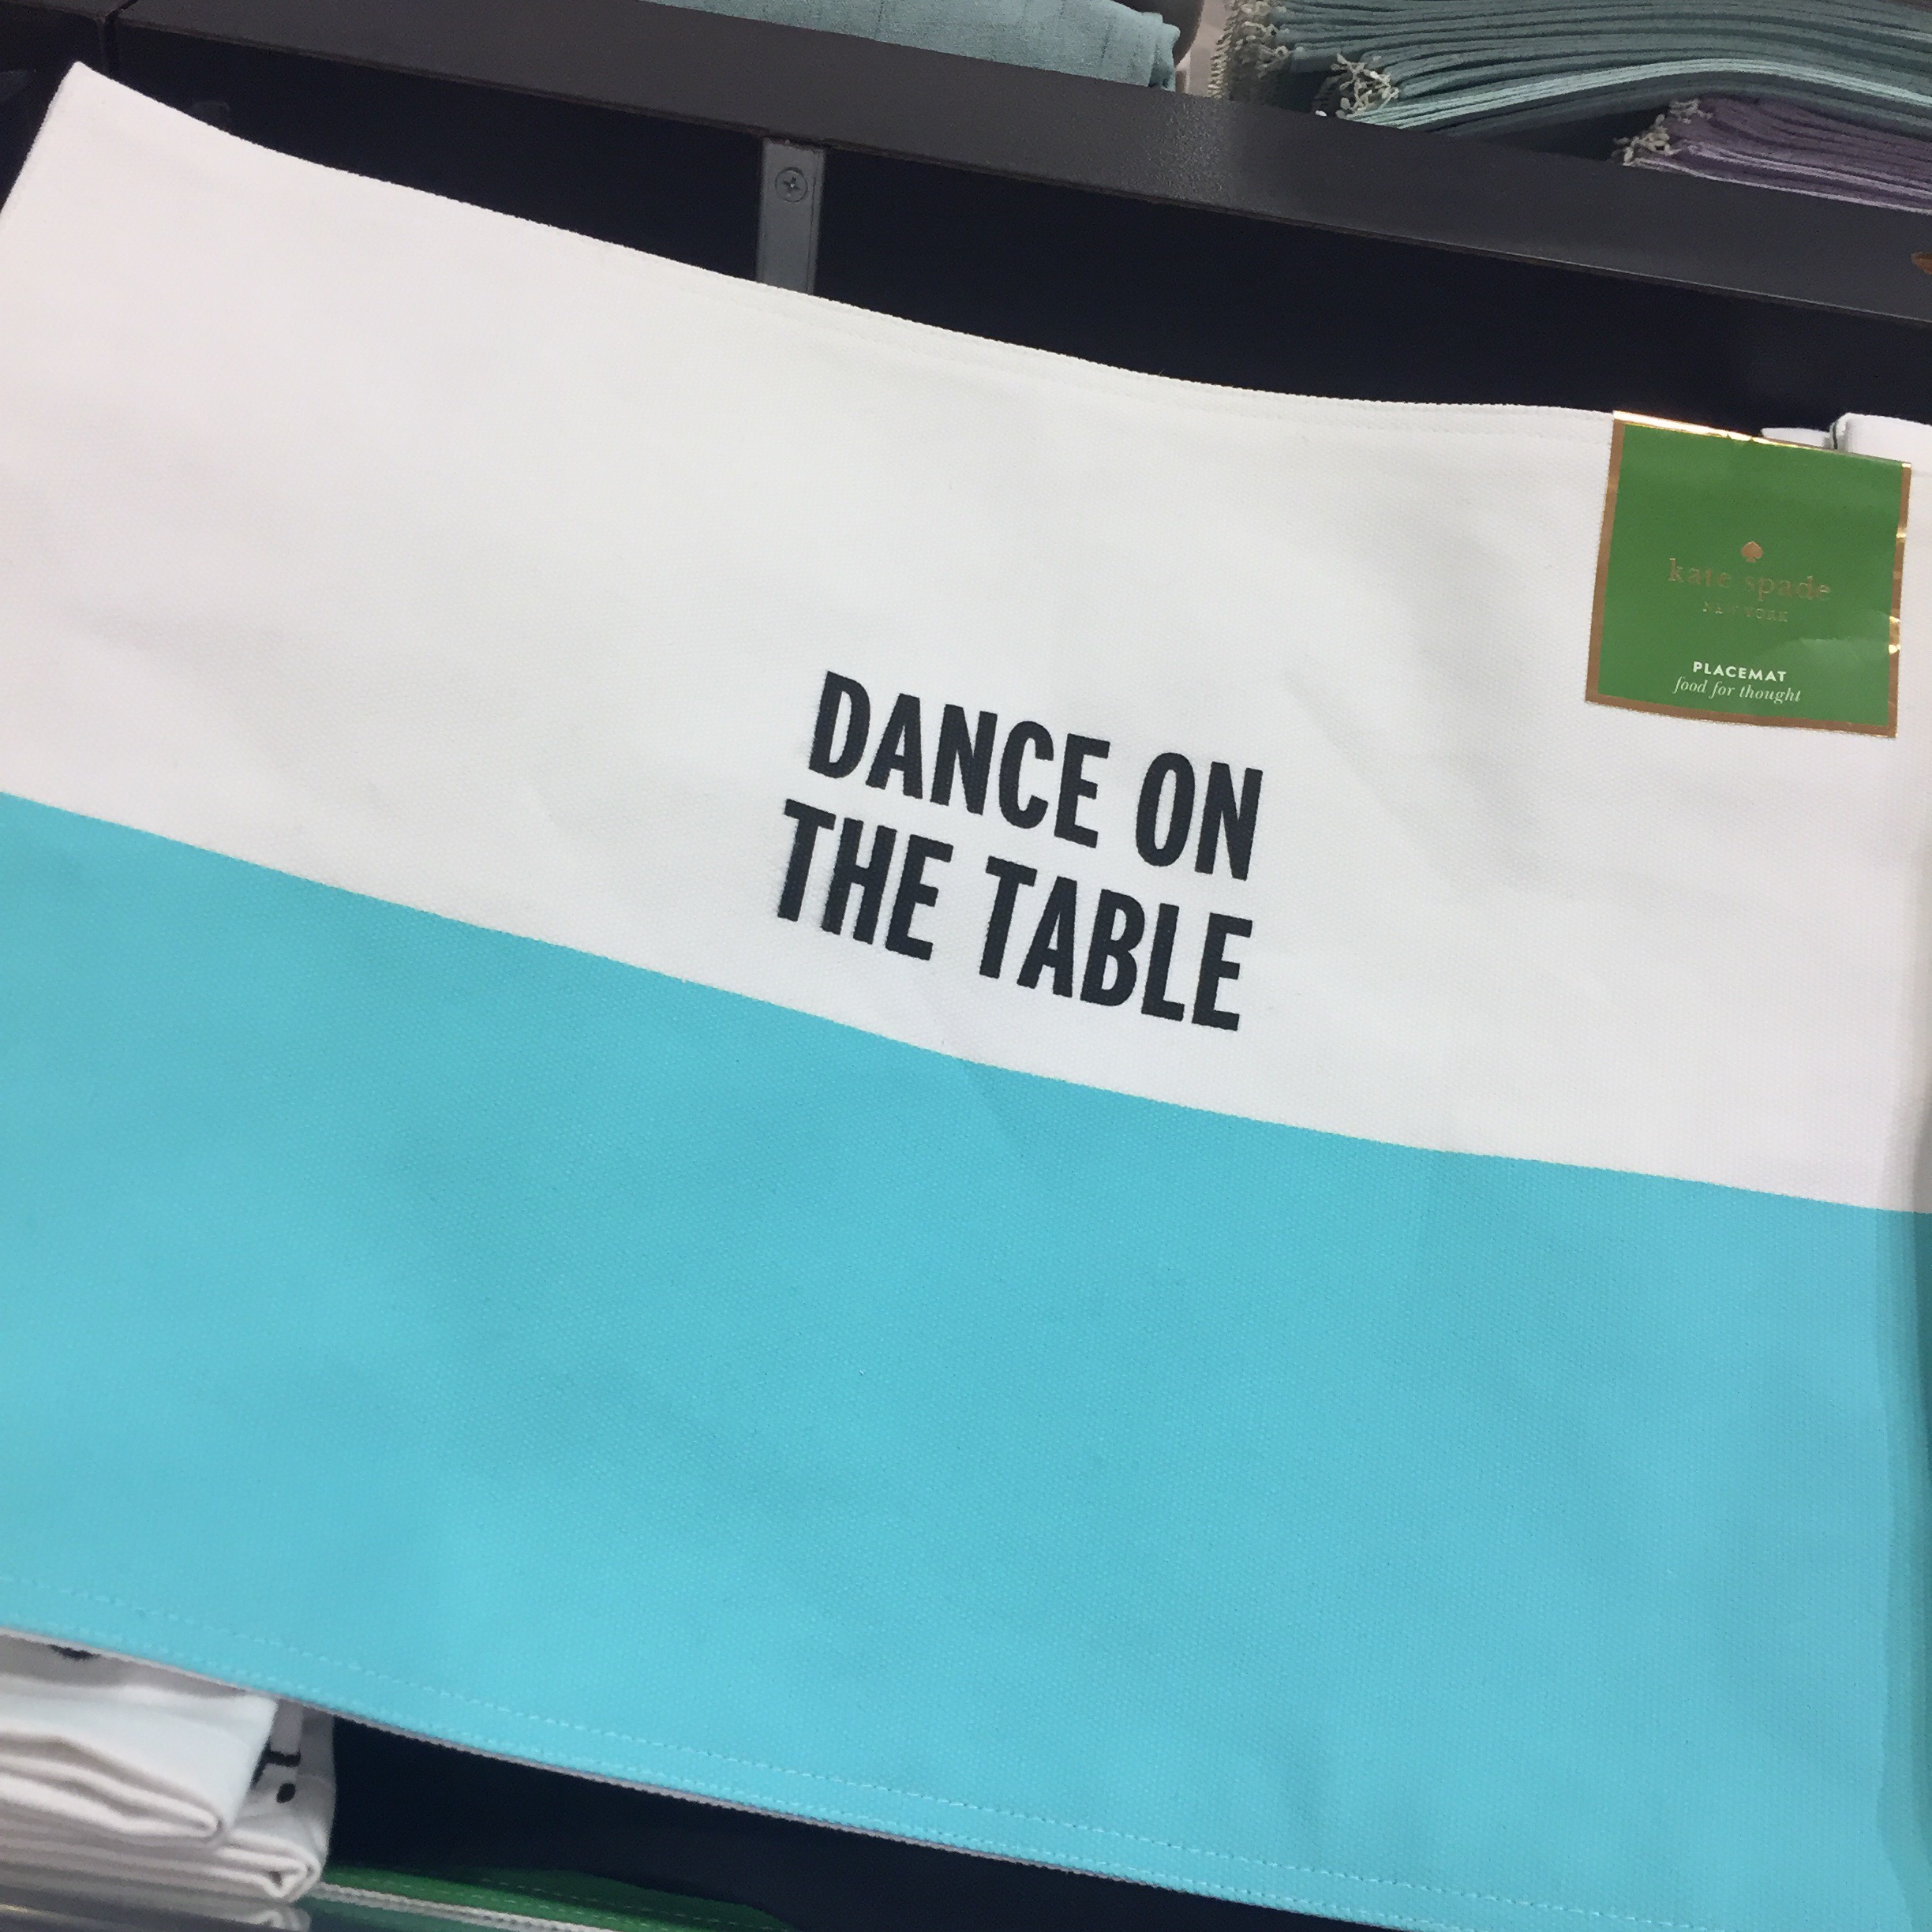 DANCE ON
THE TABLE
kate spade
NEW YORK
PLACEMAT
food for thought